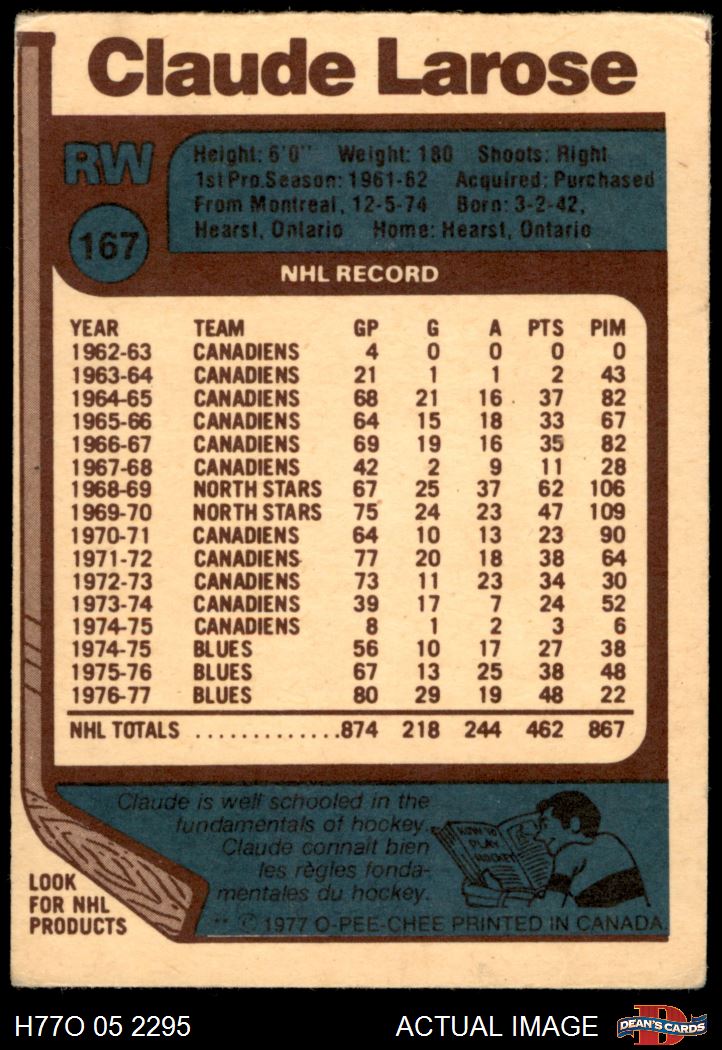 Claude Larose
RW
167
Height: 6'0" Weight: 180 Shoots: Right
1st Pro.Season: 1961-62 Acquired: Purchased
From Montreal, 12-5-74 Born: 3-2-42,
Hearst, Ontario Home: Hearst, Ontario
NHL RECORD
YEAR TEAM GP G A PTS PIM
1962-63 CANADIENS 4 0 0 0 0
1963-64 CANADIENS 21 1 1 2 43
1964-65 CANADIENS 68 21 16 37 82
1965-66 CANADIENS 64 15 18 33 67
1966-67 CANADIENS 69 19 16 35 82
1967-68 CANADIENS 42 2 9 11 28
1968-69 NORTH STARS 67 25 37 62 106
1969-70 NORTH STARS 75 24 23 47 109
1970-71 CANADIENS 64 10 13 23 90
1971-72 CANADIENS 77 20 18 38 64
1972-73 CANADIENS 73 11 23 34 30
1973-74 CANADIENS 39 17 7 24 52
1974-75 CANADIENS 8 1 2 3 6
1974-75 BLUES 56 10 17 27 38
1975-76 BLUES 67 13 25 38 48
1976-77 BLUES 80 29 19 48 22
NHL TOTALS .............874 218 244 462 867
Claude is well schooled in the
fundamentals of hockey.
Claude connaît bien
les règles fonda-
mentales du hockey.
HOW TO
PLAY
HOCKEY
LOOK
FOR NHL
PRODUCTS
** © 1977 O-PEE-CHEE PRINTED IN CANADA
H77O 05 2295 ACTUAL IMAGE
D
DEAN'S CARDS